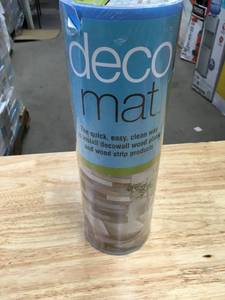 deco
mat
The quick, easy, clean way
to install decowall wood plank
and wood strip products